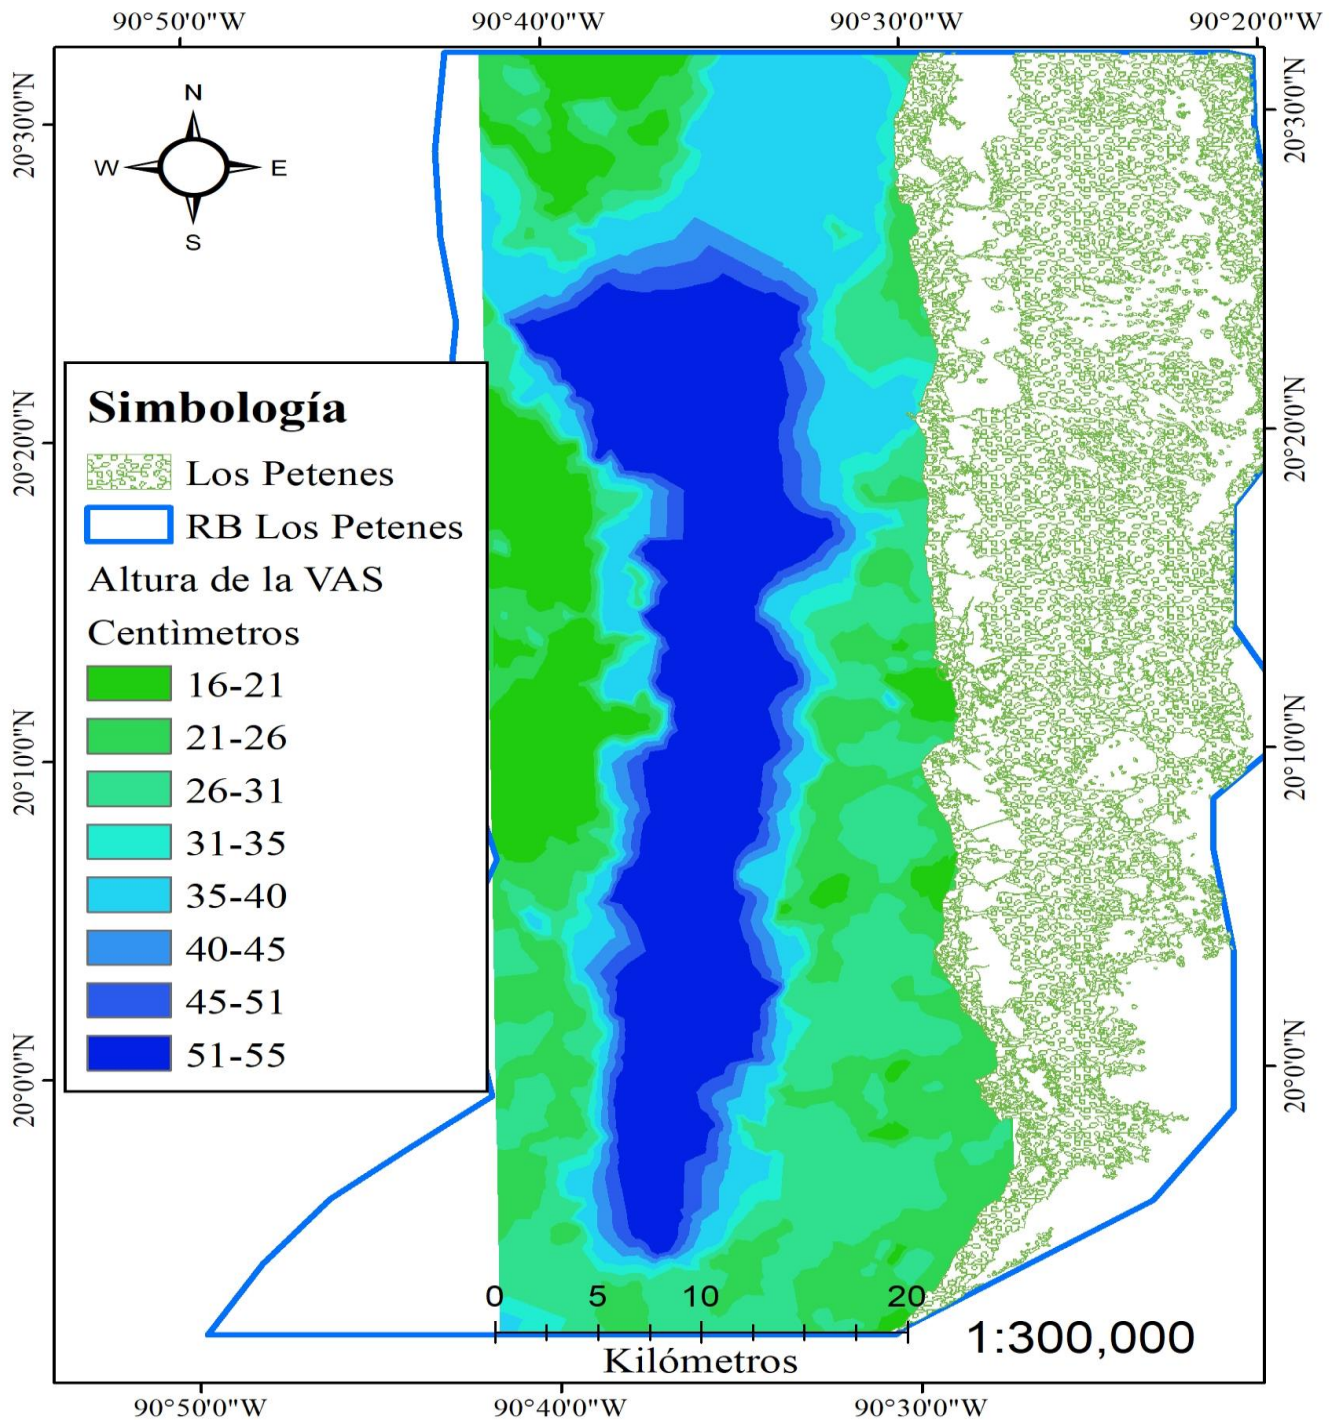 90°50'0"W 90°40'0"W 90°30'0"W 90°20'0"W
20°30'0"N
20°30'0"N
N
W E
S
Simbología
Los Petenes
RB Los Petenes
Altura de la VAS
Centìmetros
16-21
21-26
26-31
31-35
35-40
40-45
45-51
51-55
20°20'0"N
20°20'0"N
20°10'0"N
20°10'0"N
20°0'0"N
20°0'0"N
0 5 10 20
Kilómetros
1:300,000
90°50'0"W 90°40'0"W 90°30'0"W